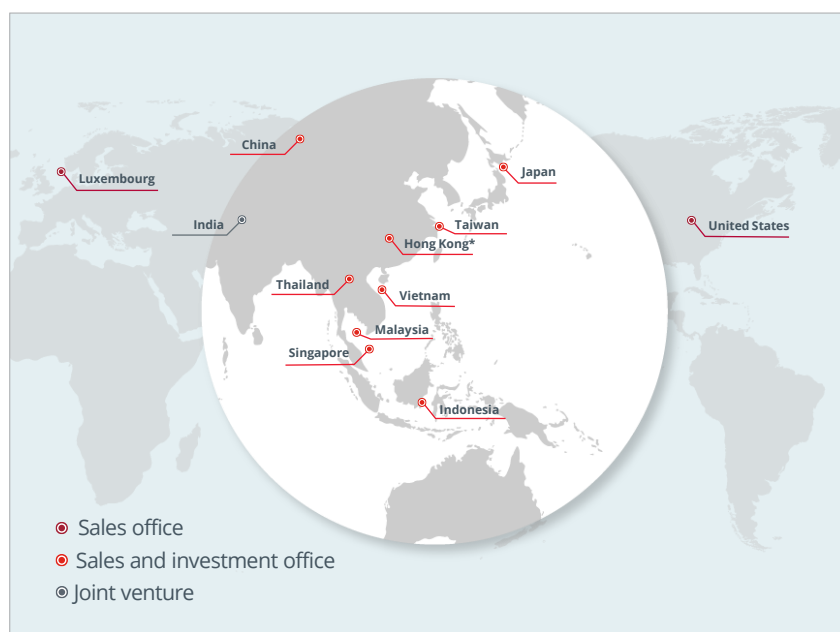 China
Japan
Luxembourg
India
Taiwan
United States
Hong Kong*
Thailand
Vietnam
Malaysia
Singapore
Indonesia
Sales office
Sales and investment office
Joint venture